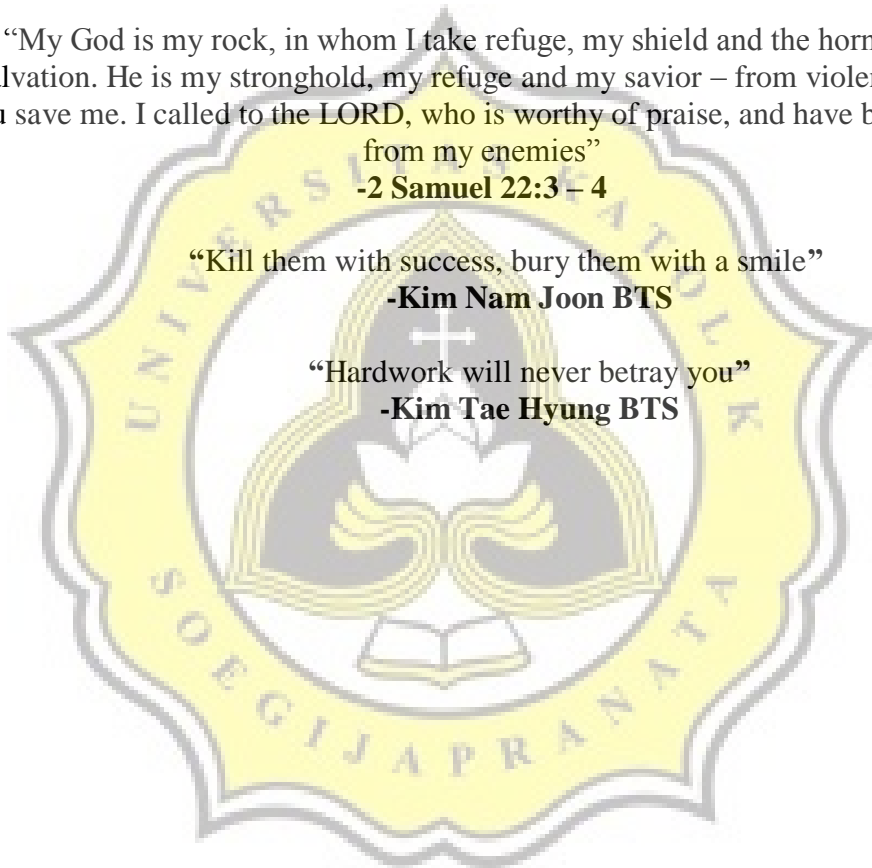 “My God is my rock, in whom I take refuge, my shield and the horn
lvation. He is my stronghold, my refuge and my savior – from violen
u save me. I called to the LORD, who is worthy of praise, and have b
from my enemies”
-2 Samuel 22:3 – 4
“Kill them with success, bury them with a smile”
-Kim Nam Joon BTS
“Hardwork will never betray you”
-Kim Tae Hyung BTS
UNIVERSITAS KATOLIK
SOEGIJAPRANATA